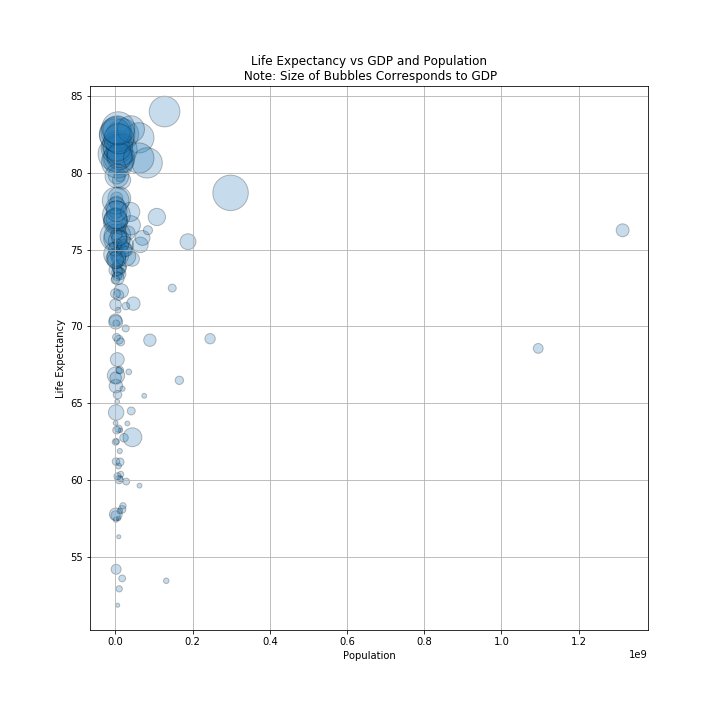 Life Expectancy vs GDP and Population
Note: Size of Bubbles Corresponds to GDP
85
80
75
70
65
60
55
Life Expectancy
0.0 0.2 0.4 0.6 0.8 1.0 1.2
1e9
Population